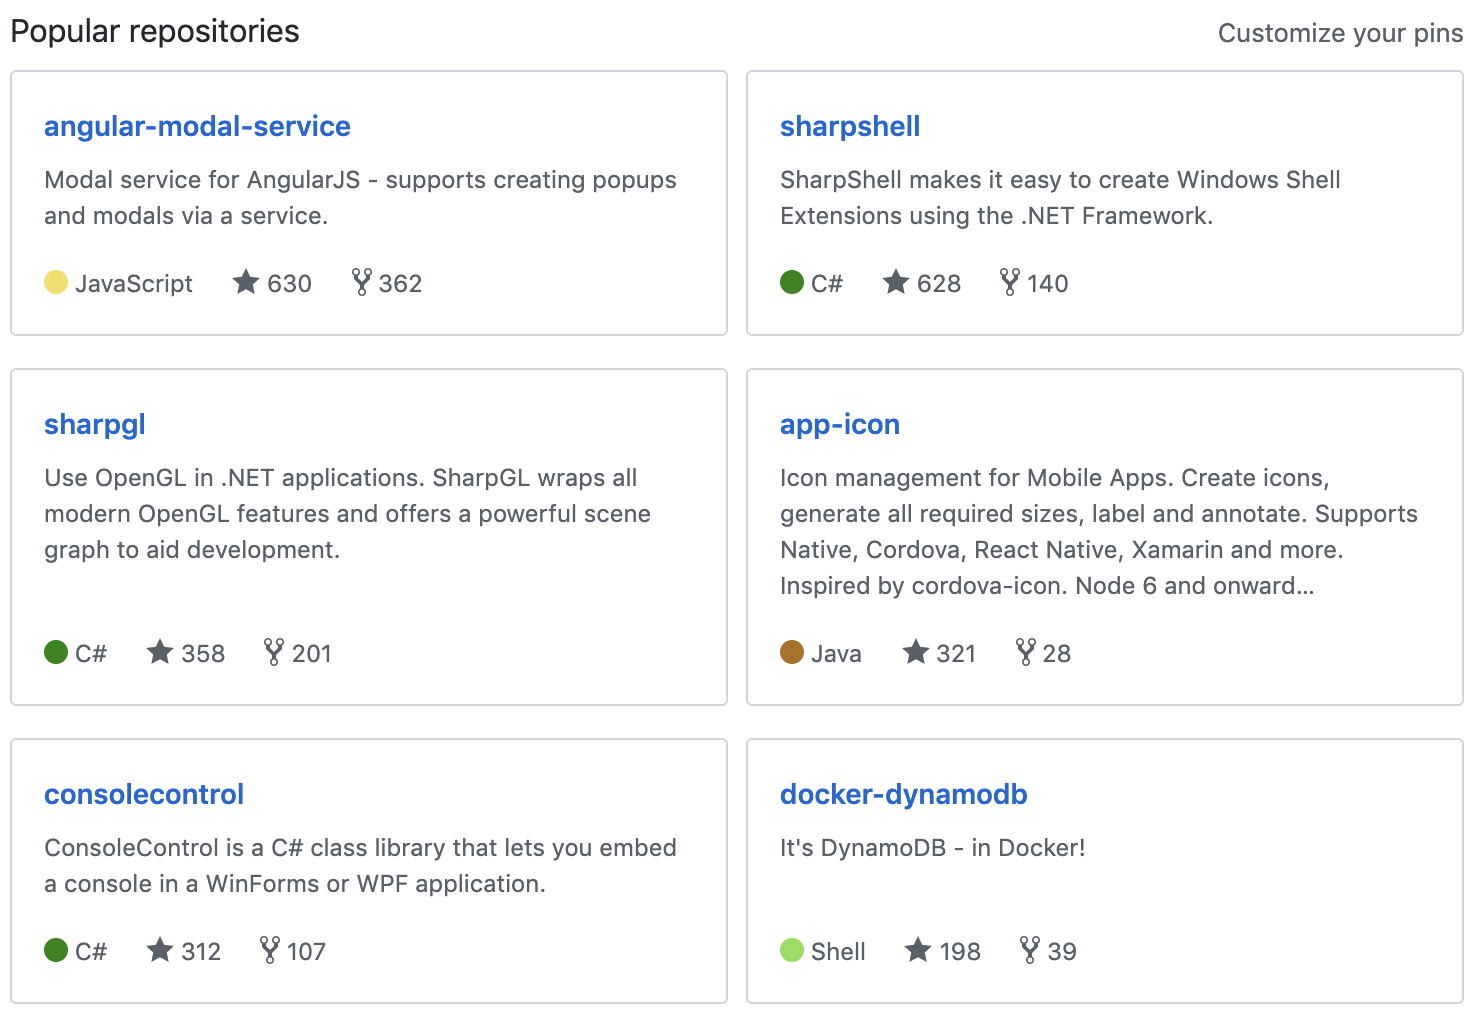 Popular repositories
Customize your pins
angular-modal-service
Modal service for AngularJS - supports creating popups
and modals via a service.
JavaScript 630 362
sharpshell
SharpShell makes it easy to create Windows Shell
Extensions using the .NET Framework.
C# 628 140
sharpgl
Use OpenGL in .NET applications. SharpGL wraps all
modern OpenGL features and offers a powerful scene
graph to aid development.
C# 358 201
app-icon
Icon management for Mobile Apps. Create icons,
generate all required sizes, label and annotate. Supports
Native, Cordova, React Native, Xamarin and more.
Inspired by cordova-icon. Node 6 and onward...
Java 321 28
consolecontrol
ConsoleControl is a C# class library that lets you embed
a console in a WinForms or WPF application.
C# 312 107
docker-dynamodb
It's DynamoDB - in Docker!
Shell 198 39